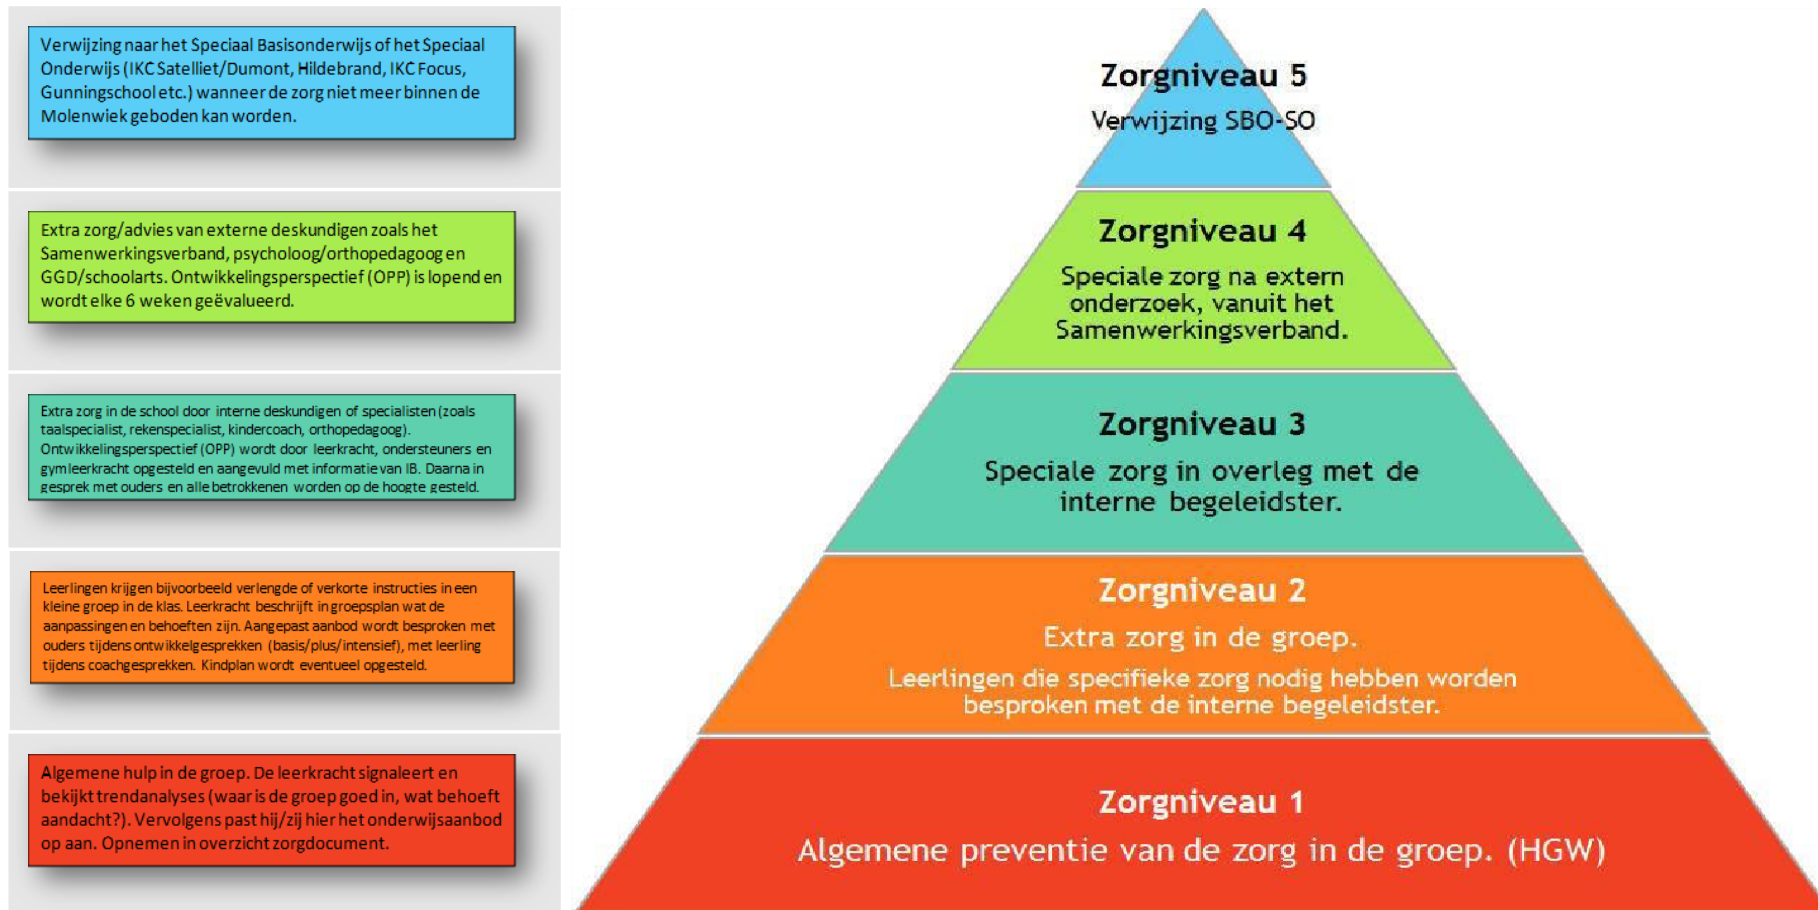 Verwijzing naar het Speciaal Basisonderwijs of het Speciaal
Onderwijs (IKC Satelliet/Dumont, Hildebrand, IKC Focus,
Gunningschool etc.) wanneer de zorg niet meer binnen de
Molenwiek geboden kan worden.
Zorgniveau 5
Verwijzing SBO-SO
Extra zorg/advies van externe deskundigen zoals het
Samenwerkingsverband, psycholoog/orthopedagoog en
GGD/schoolarts. Ontwikkelingsperspectief (OPP) is lopend en
wordt elke 6 weken geëvalueerd.
Zorgniveau 4
Speciale zorg na extern
onderzoek, vanuit het
Samenwerkingsverband.
Extra zorg in de school door interne deskundigen of specialisten (zoals
taalspecialist, rekenspecialist, kindercoach, orthopedagoog).
Ontwikkelingsperspectief (OPP) wordt door leerkracht, ondersteuners en
gymleerkracht opgesteld en aangevuld met informatie van IB. Daarna in
gesprek met ouders en alle betrokkenen worden op de hoogte gesteld.
Zorgniveau 3
Speciale zorg in overleg met de
interne begeleidster.
Leerlingen krijgen bijvoorbeeld verlengde of verkorte instructies in een
kleine groep in de klas. Leerkracht beschrijft in groepsplan wat de
aanpassingen en behoeften zijn. Aangepast aanbod wordt besproken met
ouders tijdens ontwikkelgesprekken (basis/plus/intensief), met leerling
tijdens coachgesprekken. Kindplan wordt eventueel opgesteld.
Zorgniveau 2
Extra zorg in de groep.
Leerlingen die specifieke zorg nodig hebben worden
besproken met de interne begeleidster.
Algemene hulp in de groep. De leerkracht signaleert en
bekijkt trendanalyses (waar is de groep goed in, wat behoeft
aandacht?). Vervolgens past hij/zij hier het onderwijsaanbod
op aan. Opnemen in overzicht zorgdocument.
Zorgniveau 1
Algemene preventie van de zorg in de groep. (HGW)